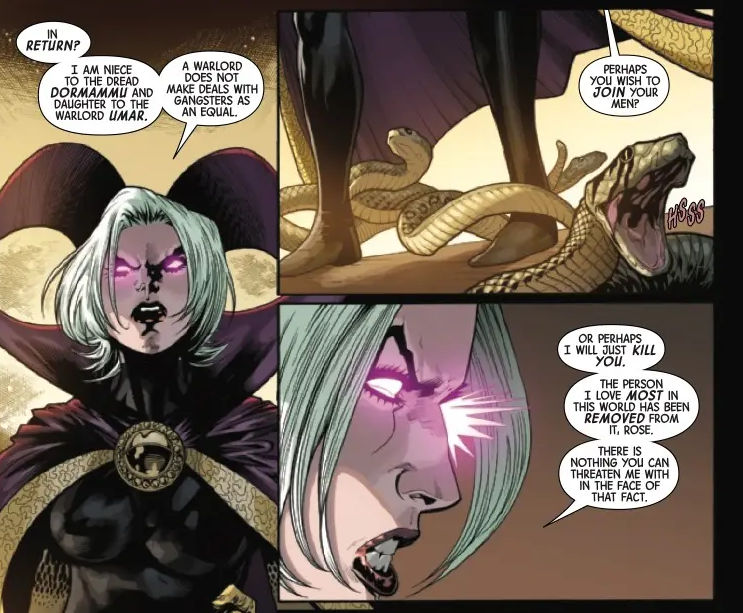 IN
RETURN?
I AM NIECE
TO THE DREAD
DORMAMMU AND
DAUGHTER TO THE
WARLORD UMAR.
A WARLORD
DOES NOT
MAKE DEALS WITH
GANGSTERS AS
AN EQUAL.
PERHAPS
YOU WISH TO
JOIN YOUR
MEN?
HSSS
OR PERHAPS
I WILL JUST KILL
YOU.
THE PERSON
I LOVE MOST IN
THIS WORLD HAS BEEN
REMOVED FROM
IT, ROSE.
THERE IS
NOTHING YOU CAN
THREATEN ME WITH
IN THE FACE OF
THAT FACT.